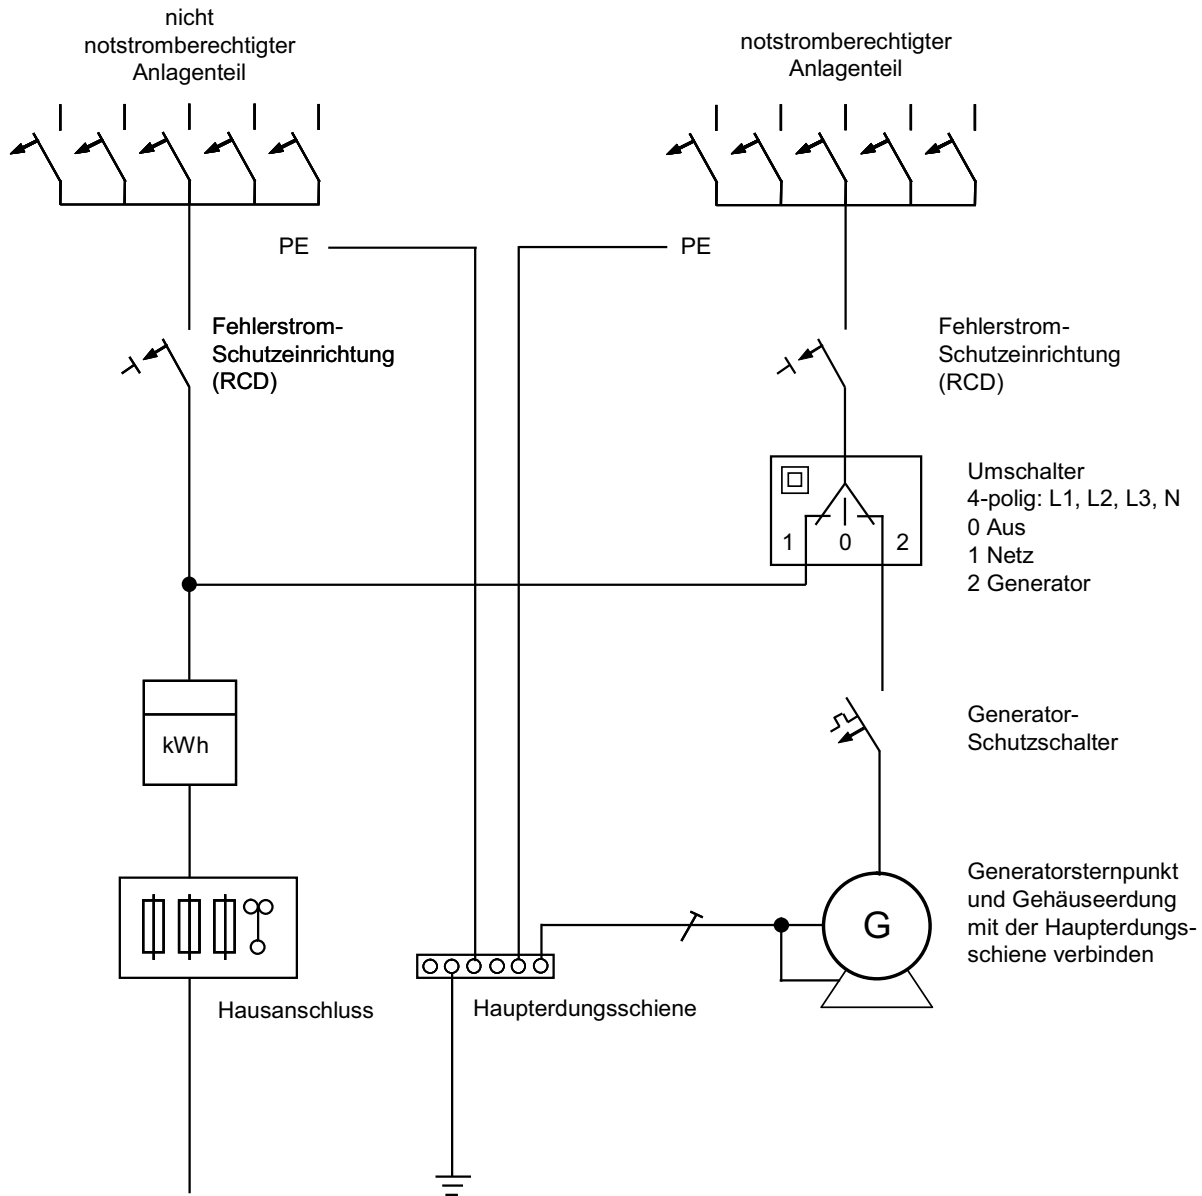 nicht
notstromberechtigter
Anlagenteil
notstromberechtigter
Anlagenteil
PE
PE
Fehlerstrom-
Schutzeinrichtung
(RCD)
Fehlerstrom-
Schutzeinrichtung
(RCD)
1
0
2
Umschalter
4-polig: L1, L2, L3, N
0 Aus
1 Netz
2 Generator
kWh
Generator-
Schutzschalter
G
Generatorsternpunkt
und Gehäuseerdung
mit der Haupterdungs-
schiene verbinden
Hausanschluss
Haupterdungsschiene